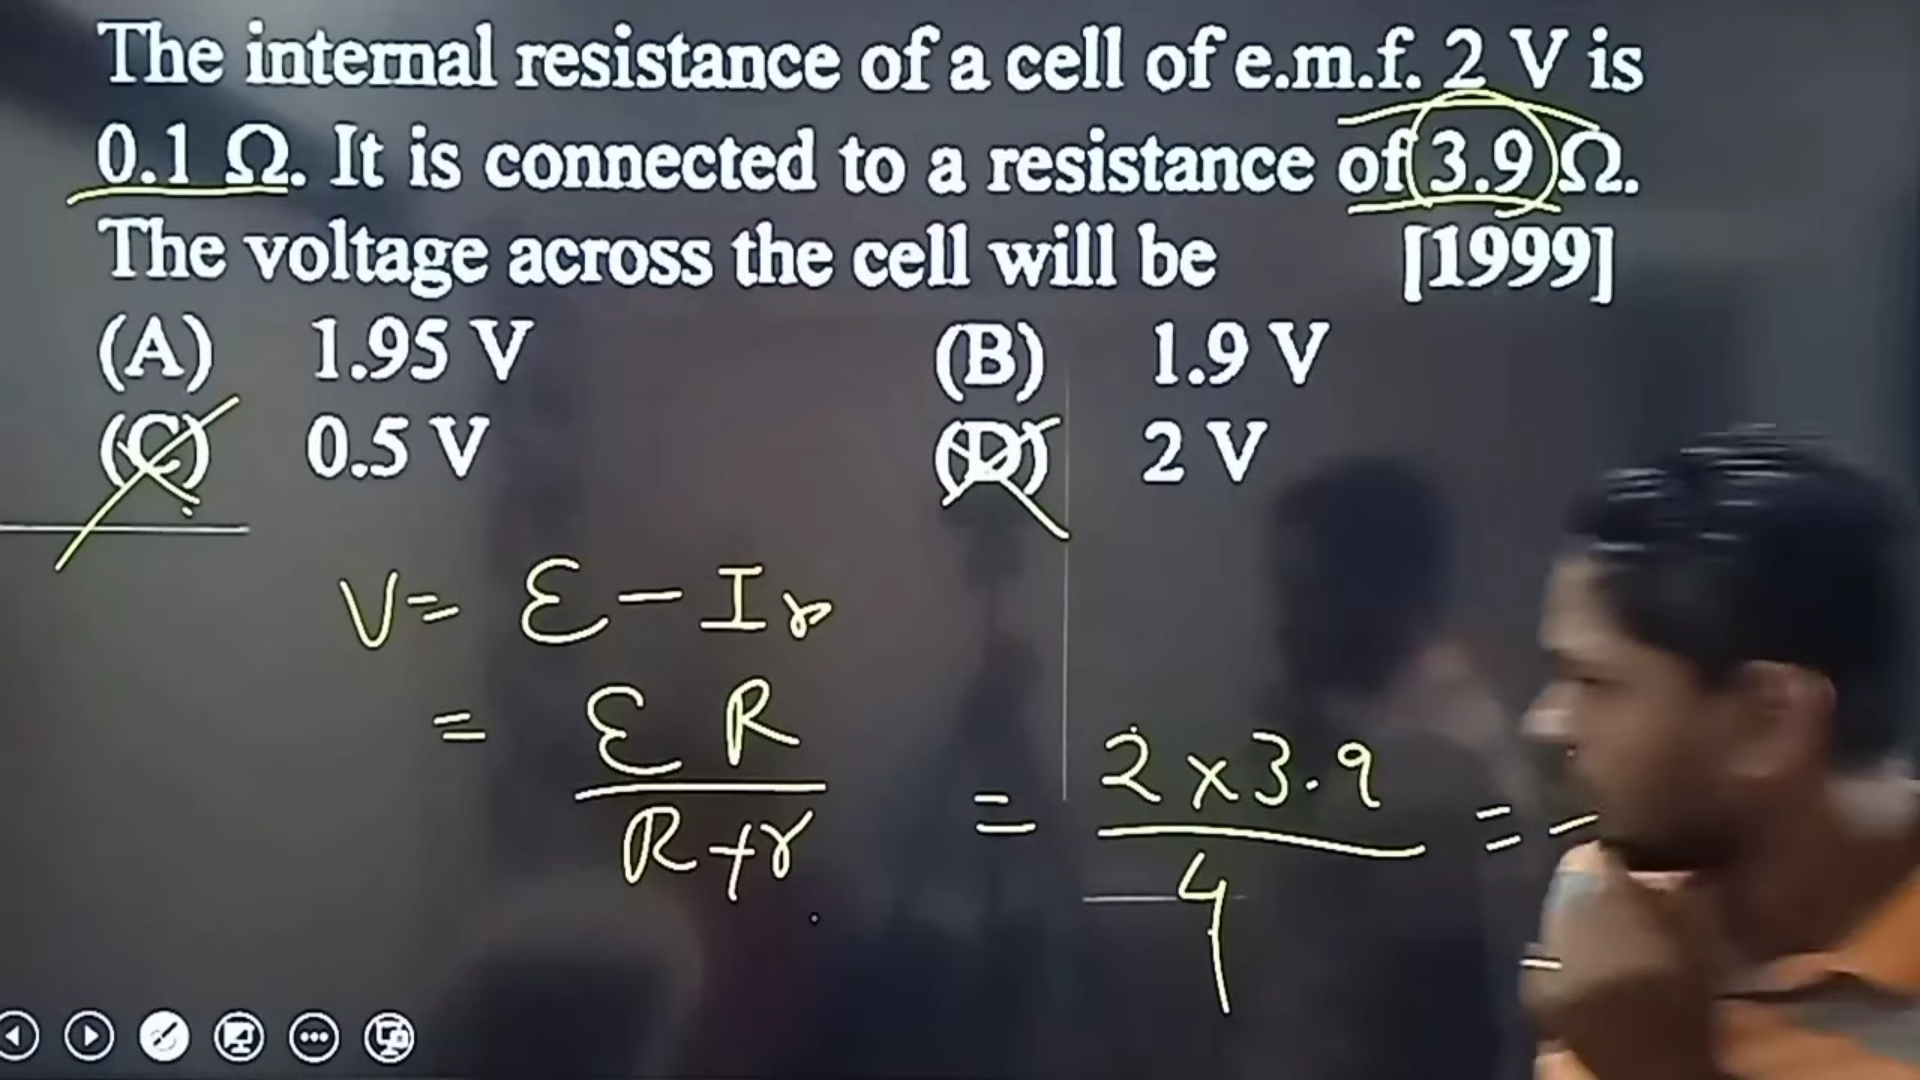 The internal resistance of a cell of e.m.f. 2 V is
0.1 Ω. It is connected to a resistance of 3.9 Ω.
The voltage across the cell will be [1999]
(A) 1.95 V (B) 1.9 V
(C) 0.5 V (D) 2 V
V = ℰ - Ir
= ℰ R / R + r = 2 × 3.9 / 4 =